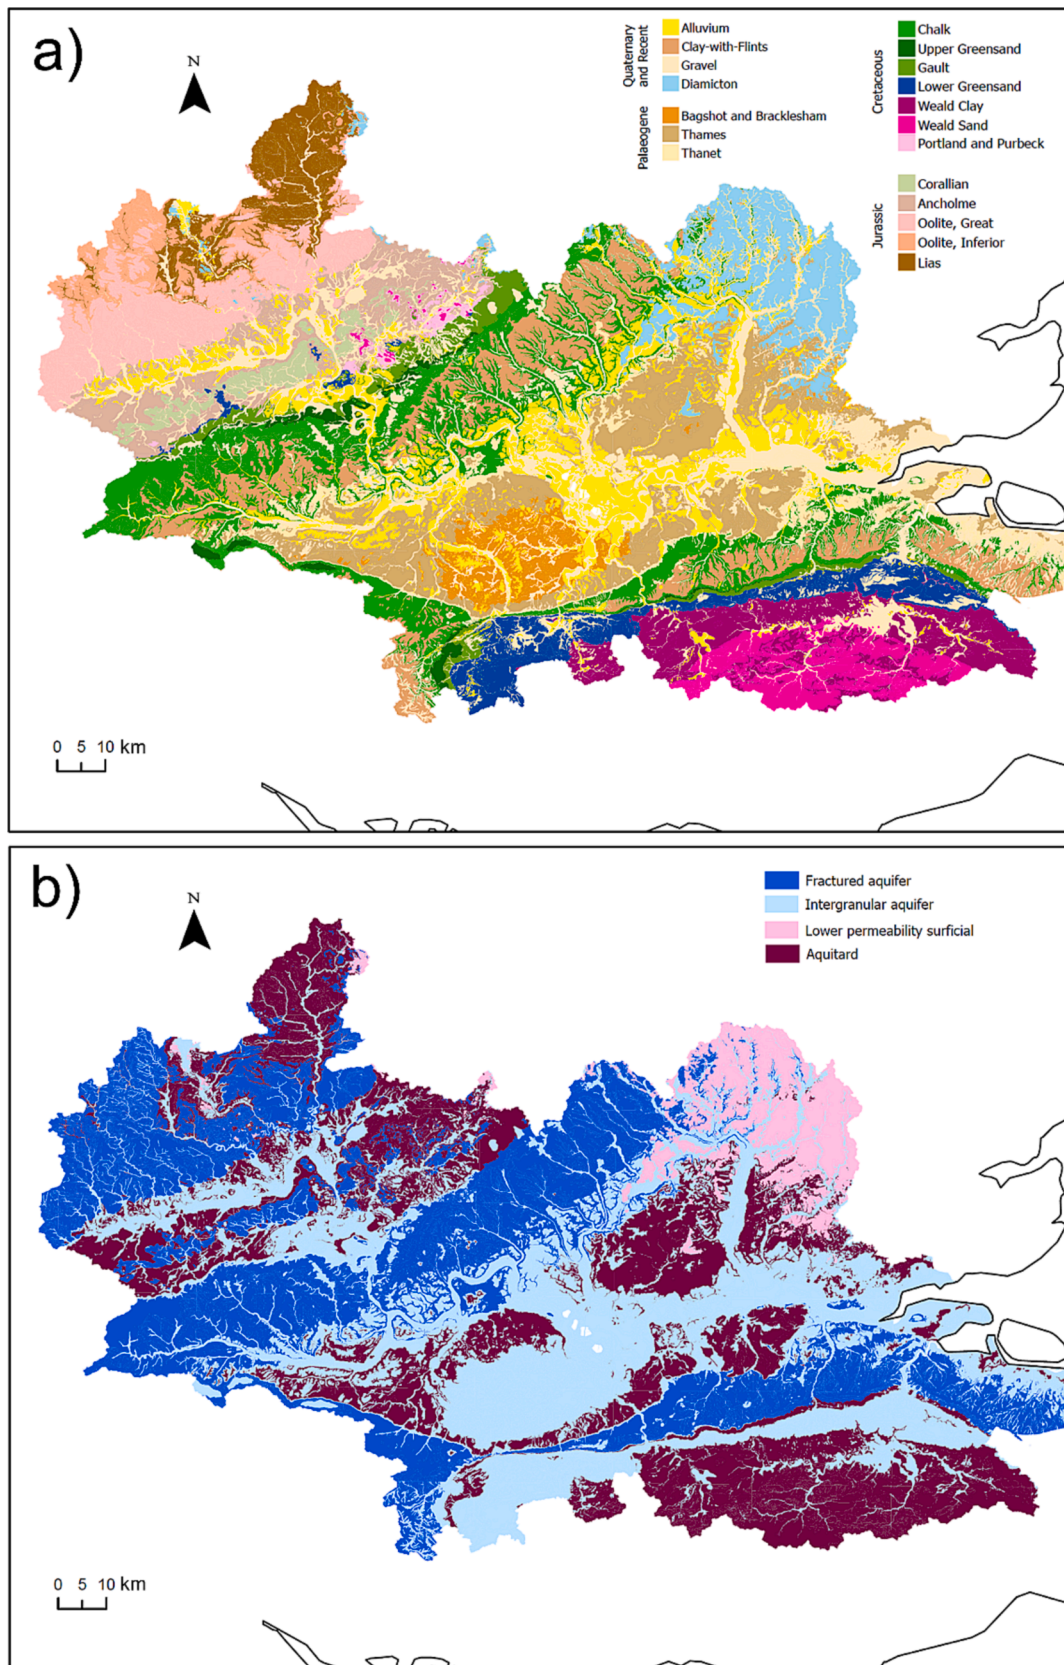 a)
N
Quaternary
and Recent
Alluvium
Clay-with-Flints
Gravel
Diamicton
Palaeogene
Bagshot and Bracklesham
Thames
Thanet
Cretaceous
Chalk
Upper Greensand
Gault
Lower Greensand
Weald Clay
Weald Sand
Portland and Purbeck
Jurassic
Corallian
Ancholme
Oolite, Great
Oolite, Inferior
Lias
0 5 10 km
b)
N
Fractured aquifer
Intergranular aquifer
Lower permeability surficial
Aquitard
0 5 10 km